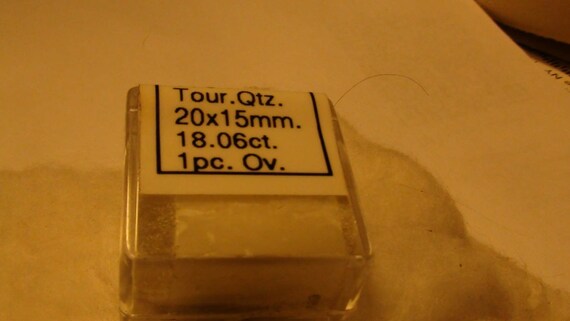 Tour.Qtz.
20x15mm.
18.06ct.
1pc. Ov.